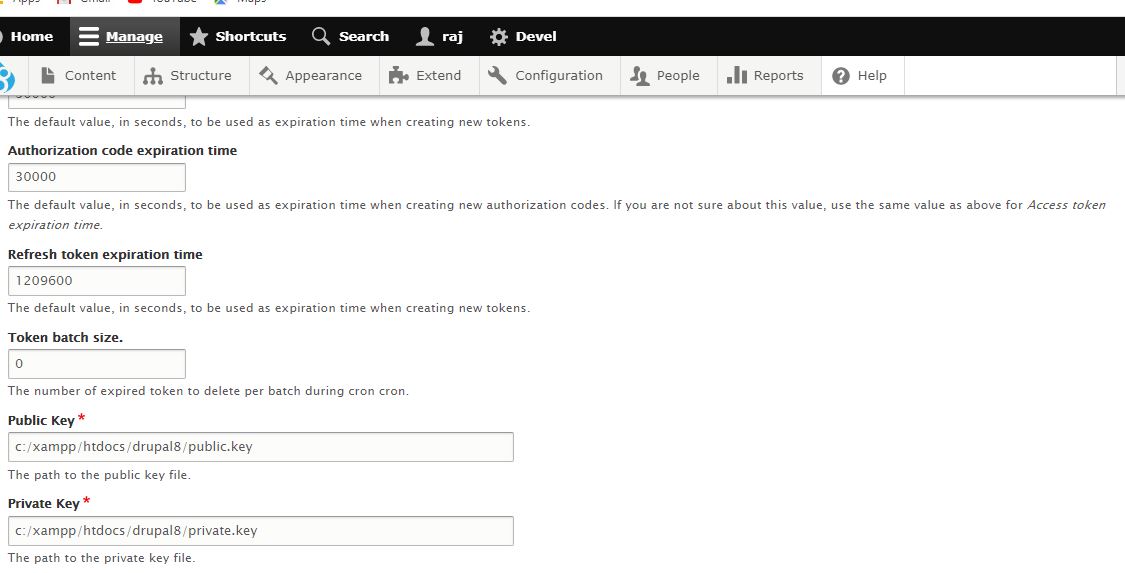 Apps Gmail YouTube Maps
Home Manage Shortcuts Search raj Devel
Content Structure Appearance Extend Configuration People Reports Help
The default value, in seconds, to be used as expiration time when creating new tokens.
Authorization code expiration time
30000
The default value, in seconds, to be used as expiration time when creating new authorization codes. If you are not sure about this value, use the same value as above for Access token
expiration time.
Refresh token expiration time
1209600
The default value, in seconds, to be used as expiration time when creating new tokens.
Token batch size.
0
The number of expired token to delete per batch during cron cron.
Public Key *
c:/xampp/htdocs/drupal8/public.key
The path to the public key file.
Private Key *
c:/xampp/htdocs/drupal8/private.key
The path to the private key file.